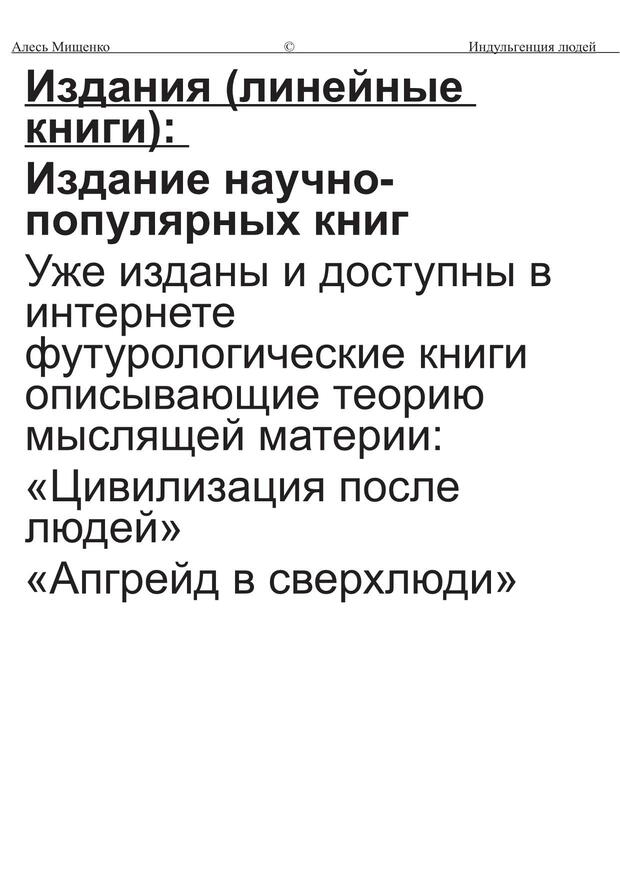 Алесь Мищенко © Индульгенция людей
Издания (линейные
книги):
Издание научно-
популярных книг
Уже изданы и доступны в
интернете
футурологические книги
описывающие теорию
мыслящей материи:
«Цивилизация после
людей»
«Апгрейд в сверхлюди»